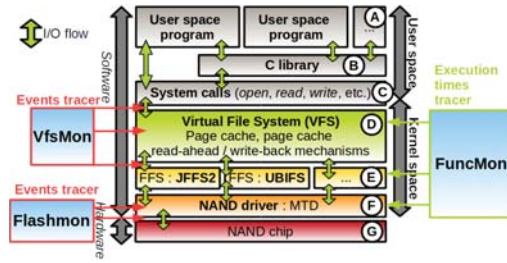 I/O flow
User space
program
User space
program
A
...
C library
B
System calls (open, read, write, etc.)
C
Virtual File System (VFS)
Page cache, page cache
read-ahead / write-back mechanisms
D
FFS : JFFS2
FFS : UBIFS
...
E
NAND driver : MTD
F
NAND chip
G
Software
Hardware
User space
Kernel space
Events tracer
VfsMon
Events tracer
Flashmon
Execution
times
tracer
FuncMon